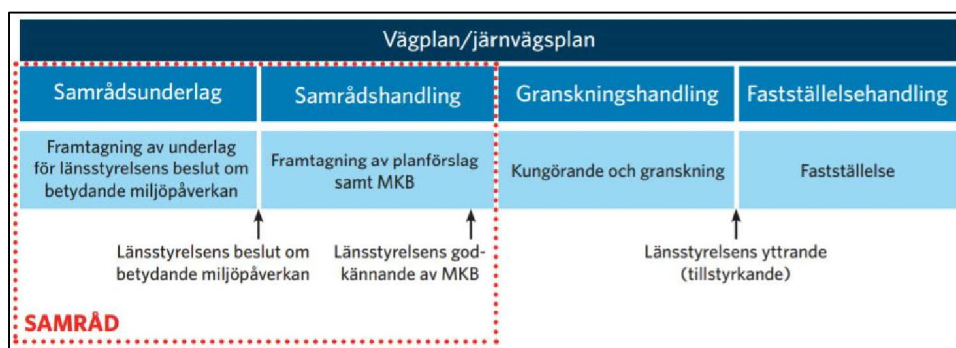 Vägplan/järnvägsplan
Samrådsunderlag
Samrådshandling
Granskningshandling
Fastställelsehandling
Framtagning av underlag
för länsstyrelsens beslut om
betydande miljöpåverkan
Framtagning av planförslag
samt MKB
Kungörande och granskning
Fastställelse
Länsstyrelsens beslut om
betydande miljöpåverkan
Länsstyrelsens god-
kännande av MKB
Länsstyrelsens yttrande
(tillstyrkande)
SAMRÅD